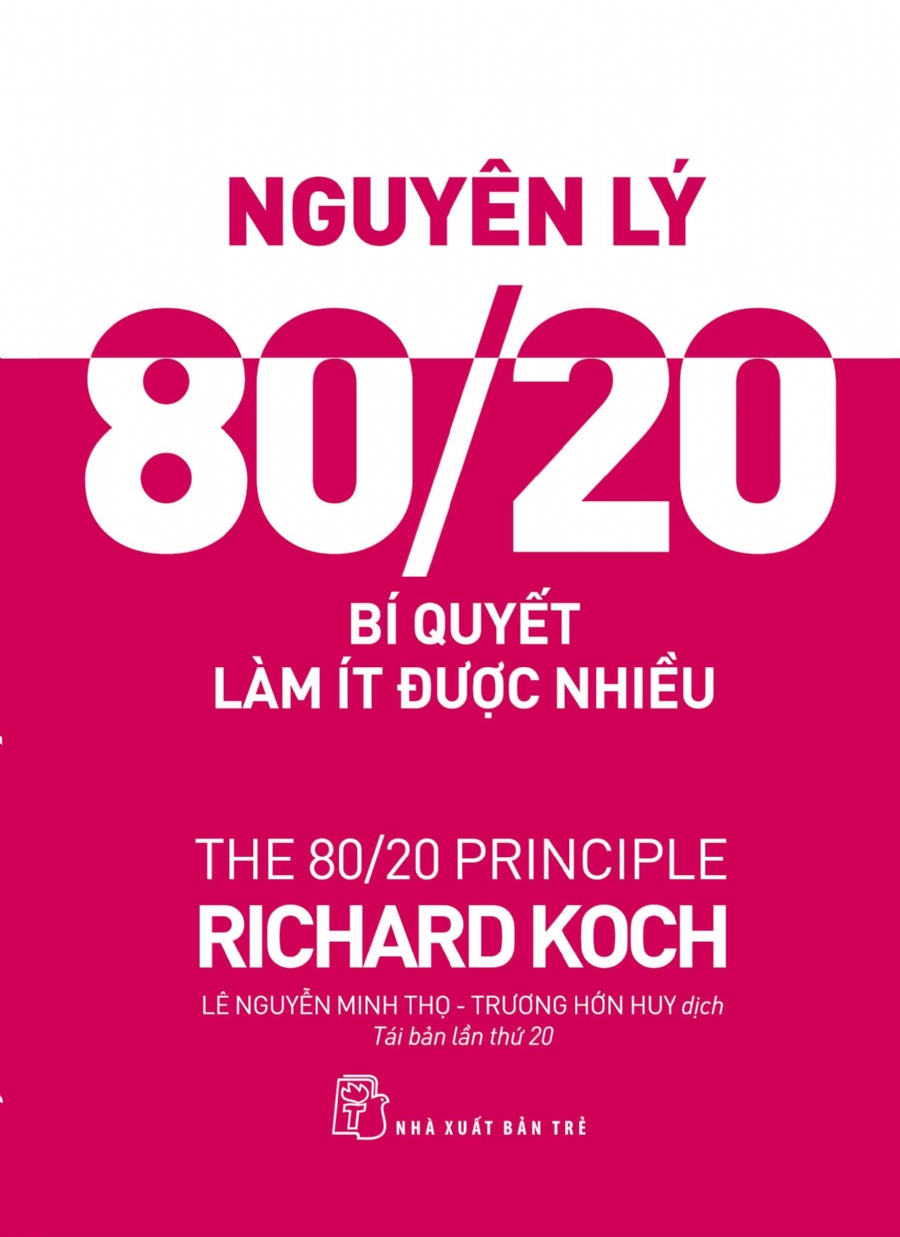 NGUYÊN LÝ
80/20
BÍ QUYẾT
LÀM ÍT ĐƯỢC NHIỀU
THE 80/20 PRINCIPLE
RICHARD KOCH
LÊ NGUYỄN MINH THỌ - TRƯƠNG HỚN HUY dịch
Tái bản lần thứ 20
T
NHÀ XUẤT BẢN TRẺ